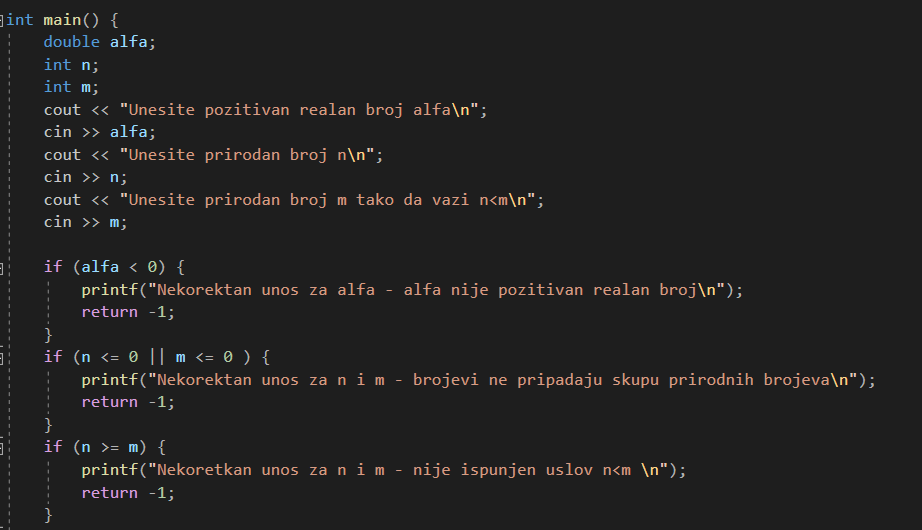 int main() {
    double alfa;
    int n;
    int m;
    cout << "Unesite pozitivan realan broj alfa\n";
    cin >> alfa;
    cout << "Unesite prirodan broj n\n";
    cin >> n;
    cout << "Unesite prirodan broj m tako da vazi n<m\n";
    cin >> m;

    if (alfa < 0) {
        printf("Nekorektan unos za alfa - alfa nije pozitivan realan broj\n");
        return -1;
    }
    if (n <= 0 || m <= 0 ) {
        printf("Nekorektan unos za n i m - brojevi ne pripadaju skupu prirodnih brojeva\n");
        return -1;
    }
    if (n >= m) {
        printf("Nekoretkan unos za n i m - nije ispunjen uslov n<m \n");
        return -1;
    }